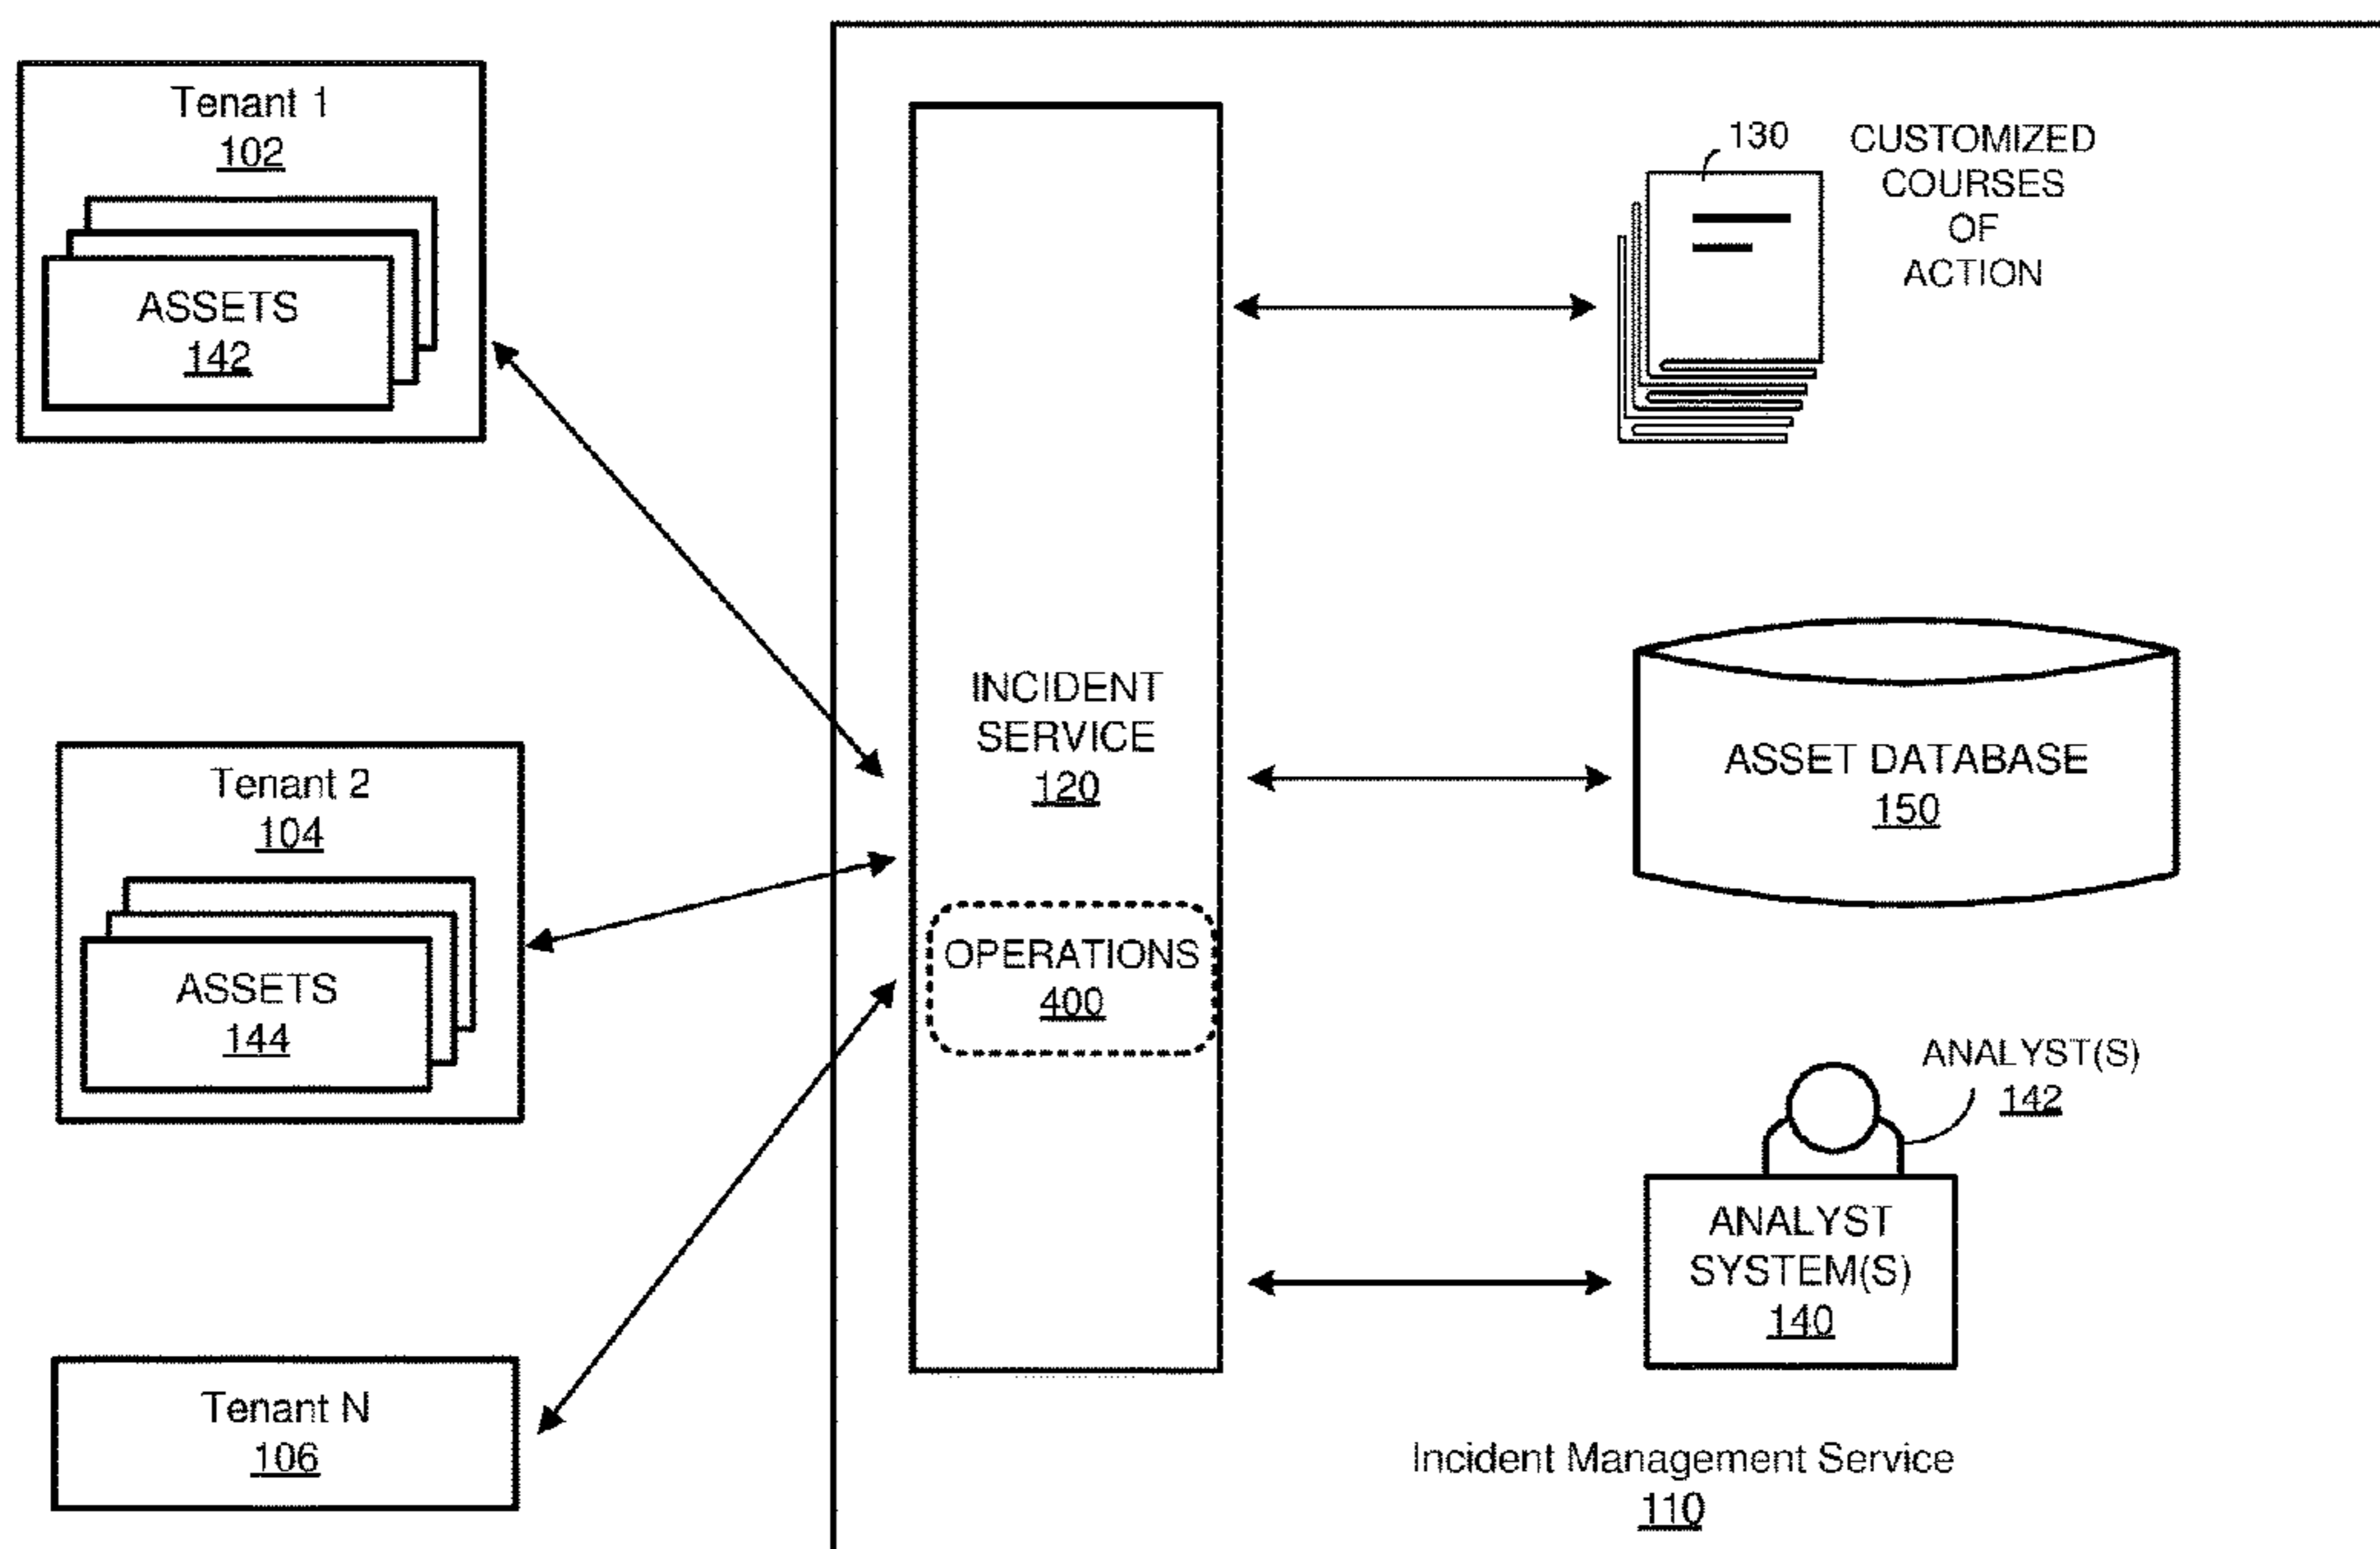 Tenant 1
102
ASSETS
142
Tenant 2
104
ASSETS
144
Tenant N
106
INCIDENT
SERVICE
120
OPERATIONS
400
130
CUSTOMIZED
COURSES
OF
ACTION
ASSET DATABASE
150
ANALYST(S)
142
ANALYST
SYSTEM(S)
140
Incident Management Service
110